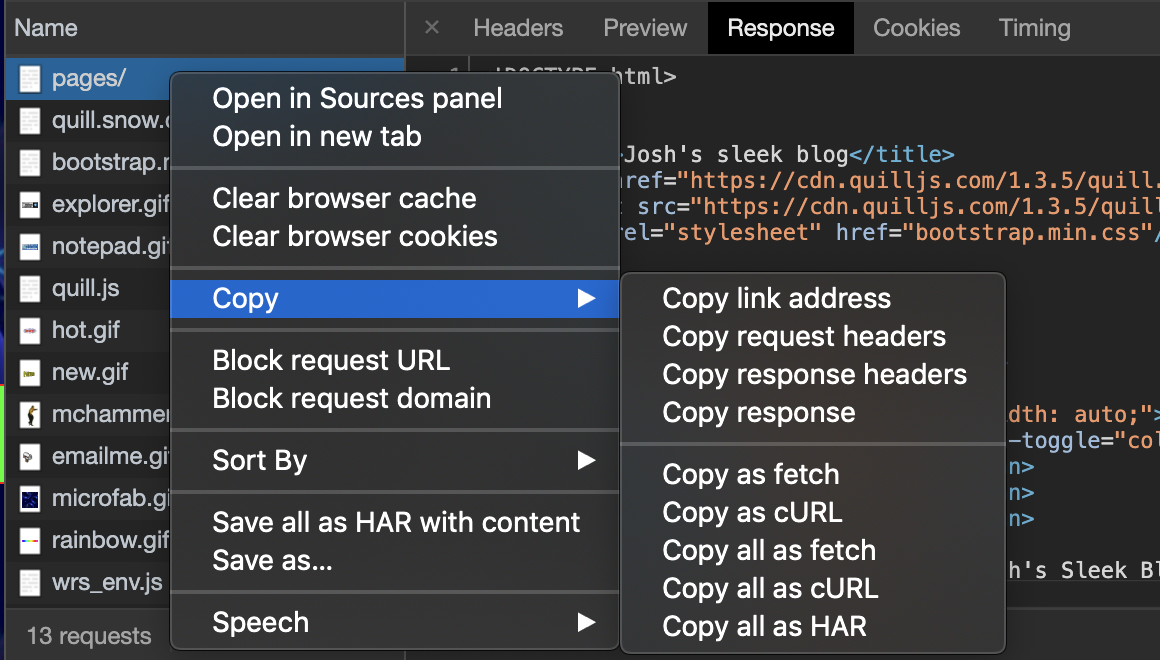 Name
× Headers Preview Response Cookies Timing
pages/
quill.snow.c
bootstrap.m
explorer.gif
notepad.gif
quill.js
hot.gif
new.gif
mchammer
emailme.gi
microfab.gi
rainbow.gif
wrs_env.js
13 requests
Open in Sources panel
Open in new tab
Clear browser cache
Clear browser cookies
Copy
Block request URL
Block request domain
Sort By
Save all as HAR with content
Save as...
Speech
Copy link address
Copy request headers
Copy response headers
Copy response
Copy as fetch
Copy as cURL
Copy all as fetch
Copy all as cURL
Copy all as HAR
1 !DOCTYPE html>
>Josh's sleek blog</title>
href="https://cdn.quilljs.com/1.3.5/quill.
src="https://cdn.quilljs.com/1.3.5/quill
rel="stylesheet" href="bootstrap.min.css"/
dth: auto;">
-toggle="col
n>
n>
n>
h's Sleek Bl